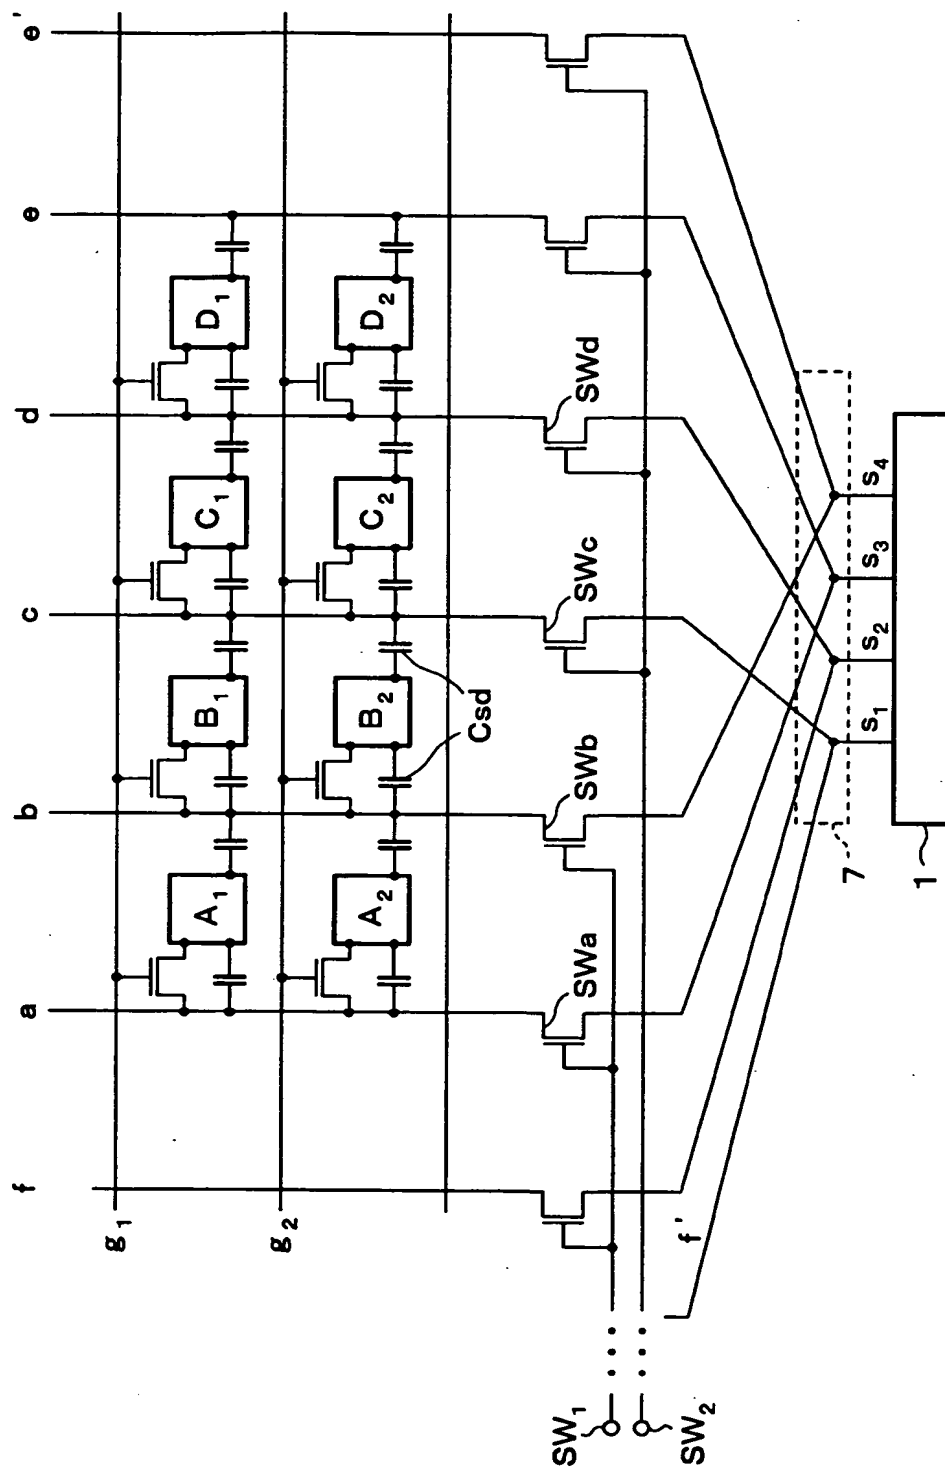 f a b c d e e'
g1
A1 B1 C1 D1
g2
A2 B2 C2 D2
Csd
SWa SWb SWc SWd
SW1
SW2
f'
7
s1 s2 s3 s4
1